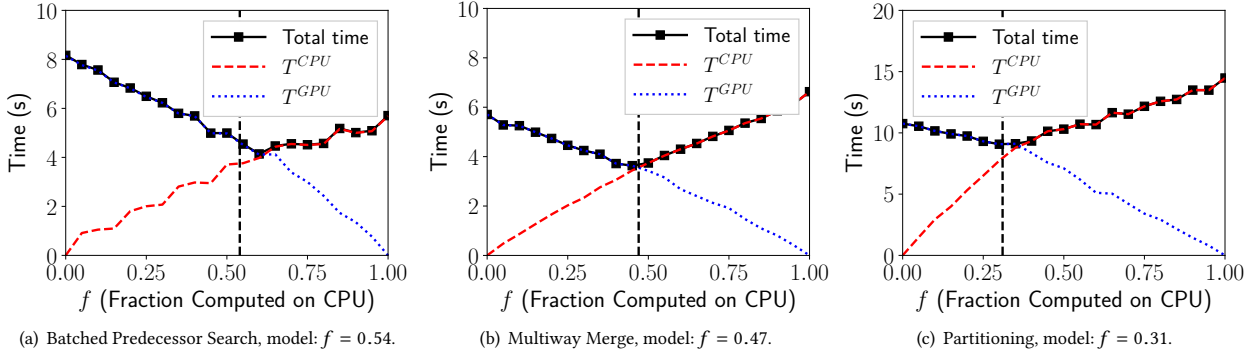 10
8
6
4
2
0
Time (s)
Total time
T^CPU
T^GPU
0.00 0.25 0.50 0.75 1.00
f (Fraction Computed on CPU)
(a) Batched Predecessor Search, model: f = 0.54.
10
8
6
4
2
0
Time (s)
Total time
T^CPU
T^GPU
0.00 0.25 0.50 0.75 1.00
f (Fraction Computed on CPU)
(b) Multiway Merge, model: f = 0.47.
20
15
10
5
0
Time (s)
Total time
T^CPU
T^GPU
0.00 0.25 0.50 0.75 1.00
f (Fraction Computed on CPU)
(c) Partitioning, model: f = 0.31.